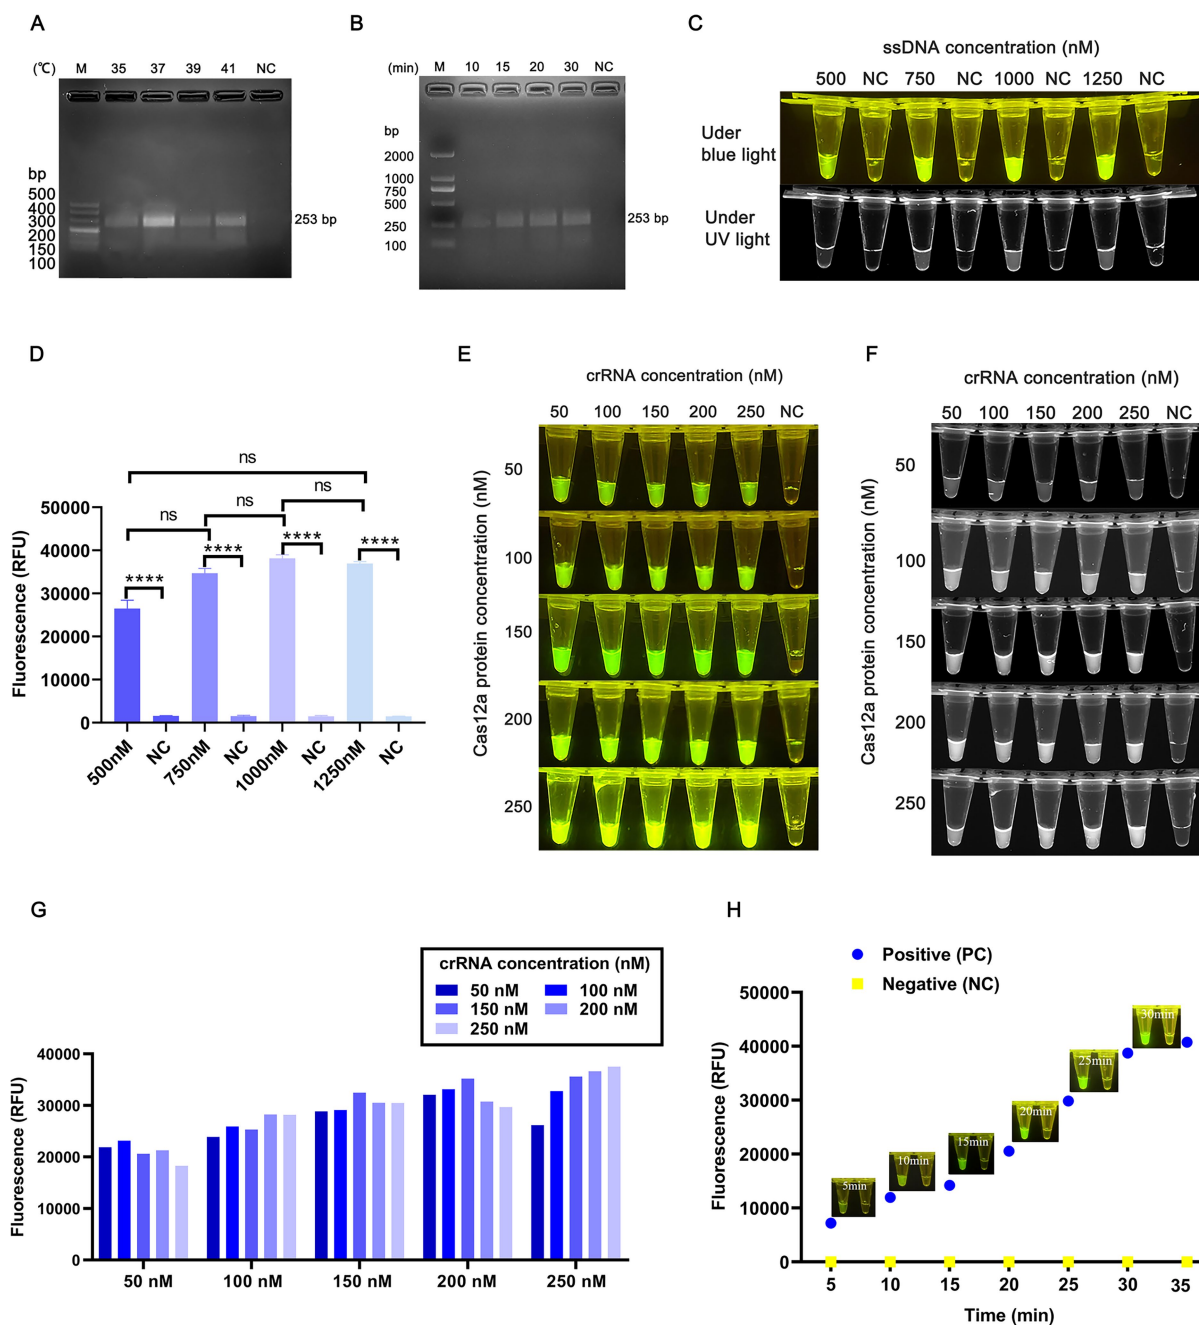 A
(℃) M 35 37 39 41 NC
bp
500
400
300
200
150
100
253 bp
B
(min) M 10 15 20 30 NC
bp
2000
1000
750
500
250
100
253 bp
C
ssDNA concentration (nM)
500 NC 750 NC 1000 NC 1250 NC
Uder
blue light
Under
UV light
D
ns
ns
ns
ns
****
****
****
****
Fluorescence (RFU)
50000
40000
30000
20000
10000
0
500nM NC 750nM NC 1000nM NC 1250nM NC
E
crRNA concentration (nM)
50 100 150 200 250 NC
Cas12a protein concentration (nM)
50
100
150
200
250
F
crRNA concentration (nM)
50 100 150 200 250 NC
Cas12a protein concentration (nM)
50
100
150
200
250
G
crRNA concentration (nM)
50 nM 100 nM
150 nM 200 nM
250 nM
Fluorescence (RFU)
40000
30000
20000
10000
0
50 nM 100 nM 150 nM 200 nM 250 nM
H
Positive (PC)
Negative (NC)
Fluorescence (RFU)
50000
40000
30000
20000
10000
0
5min
10min
15min
20min
25min
30min
5 10 15 20 25 30 35
Time (min)